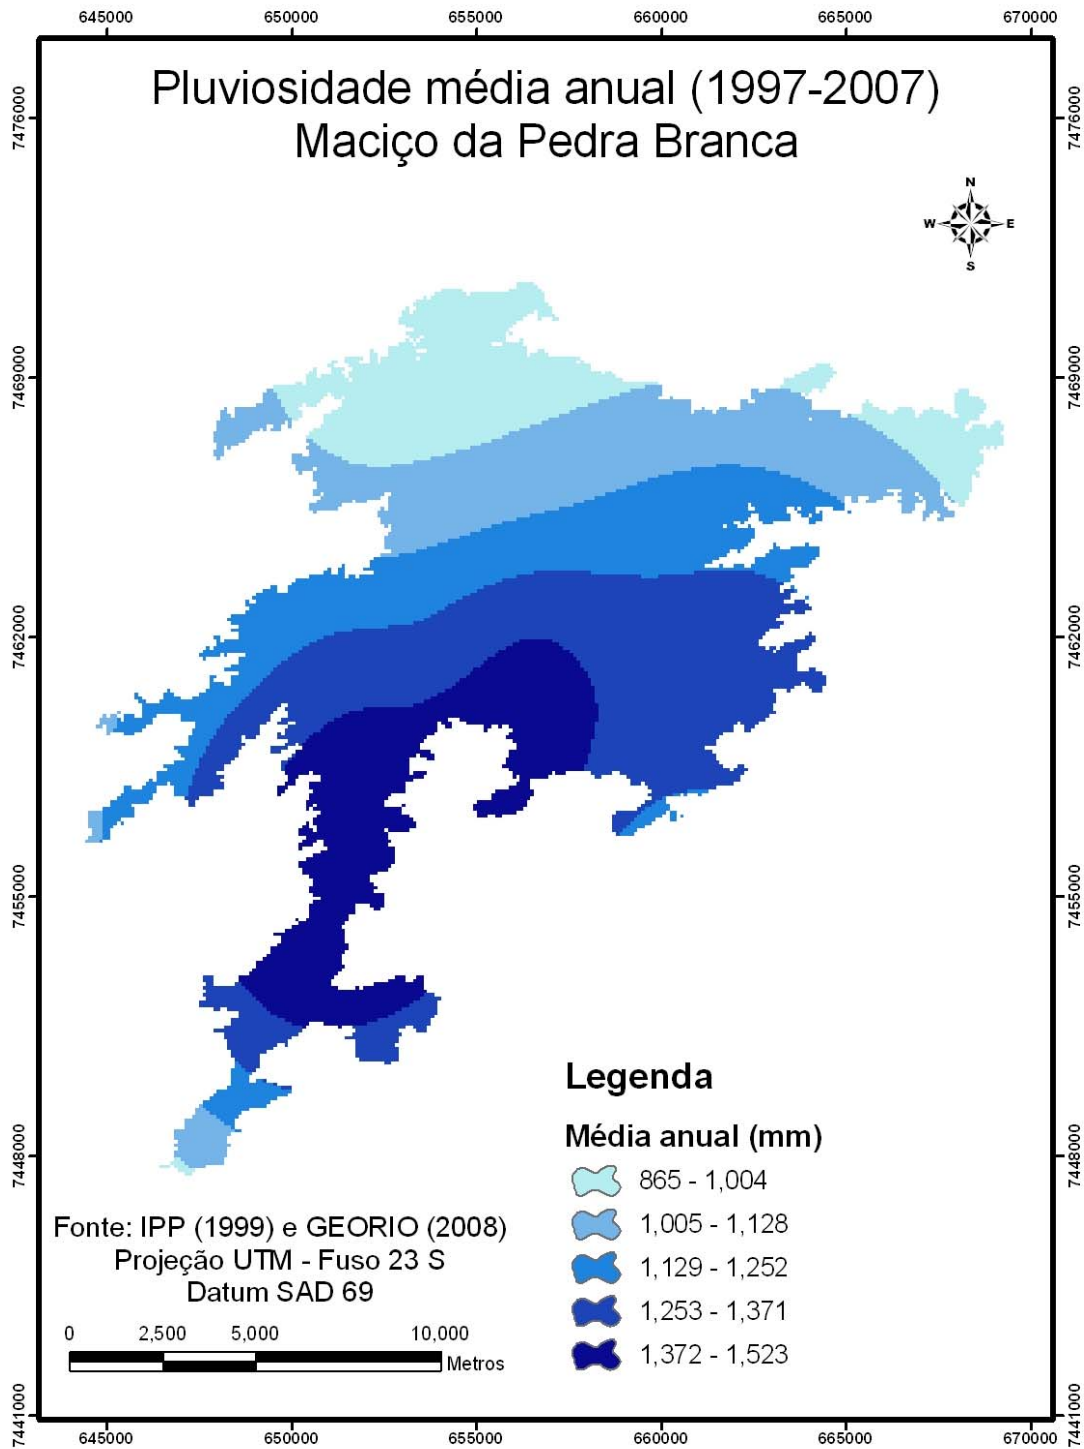 645000 650000 655000 660000 665000 670000
Pluviosidade média anual (1997-2007)
Maciço da Pedra Branca
7476000 7476000
N
W E
S
7469000 7469000
7462000 7462000
7455000 7455000
Legenda
Média anual (mm)
7448000 7448000
865 - 1,004
1,005 - 1,128
1,129 - 1,252
1,253 - 1,371
1,372 - 1,523
Fonte: IPP (1999) e GEORIO (2008)
Projeção UTM - Fuso 23 S
Datum SAD 69
0 2,500 5,000 10,000
Metros
7441000 7441000
645000 650000 655000 660000 665000 670000